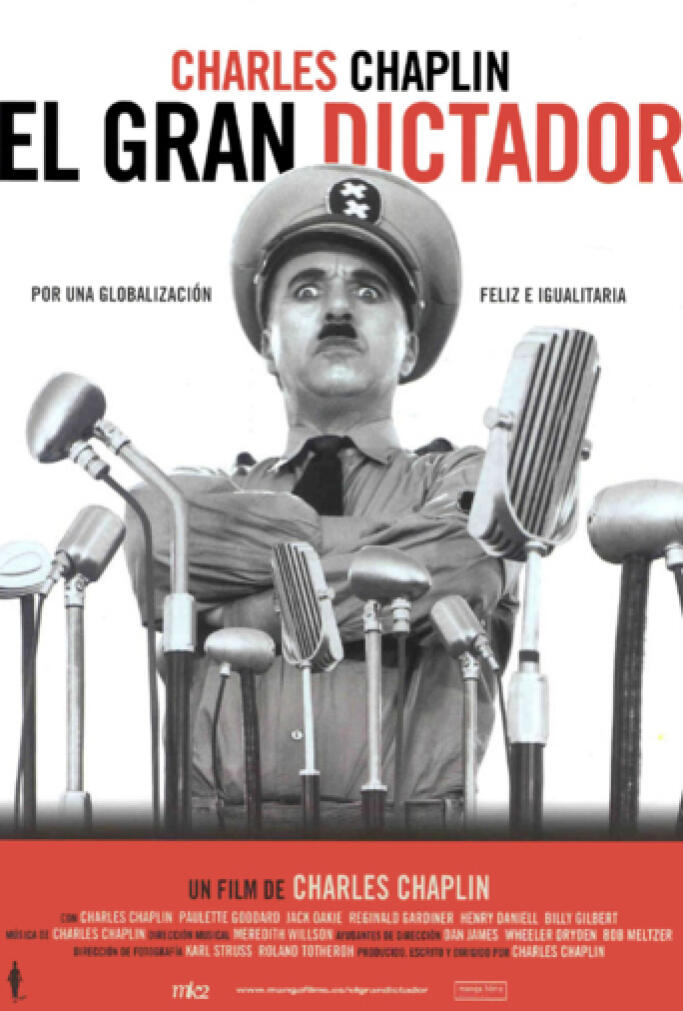 CHARLES CHAPLIN
EL GRAN DICTADOR
POR UNA GLOBALIZACIÓN FELIZ E IGUALITARIA
UN FILM DE CHARLES CHAPLIN
CON CHARLES CHAPLIN PAULETTE GODDARD JACK OAKIE REGINALD GARDINER HENRY DANIELL BILLY GILBERT
MÚSICA DE CHARLES CHAPLIN DIRECCIÓN MUSICAL MEREDITH WILLSON AYUDANTES DE DIRECCIÓN DAN JAMES WHEELER DRYDEN BOB MELTZER
DIRECCIÓN DE FOTOGRAFÍA KARL STRUSS ROLAND TOTHEROH PRODUCIDO, ESCRITO Y DIRIGIDO POR CHARLES CHAPLIN
mk2 www.mangafilms.es/elgrandictador manga films